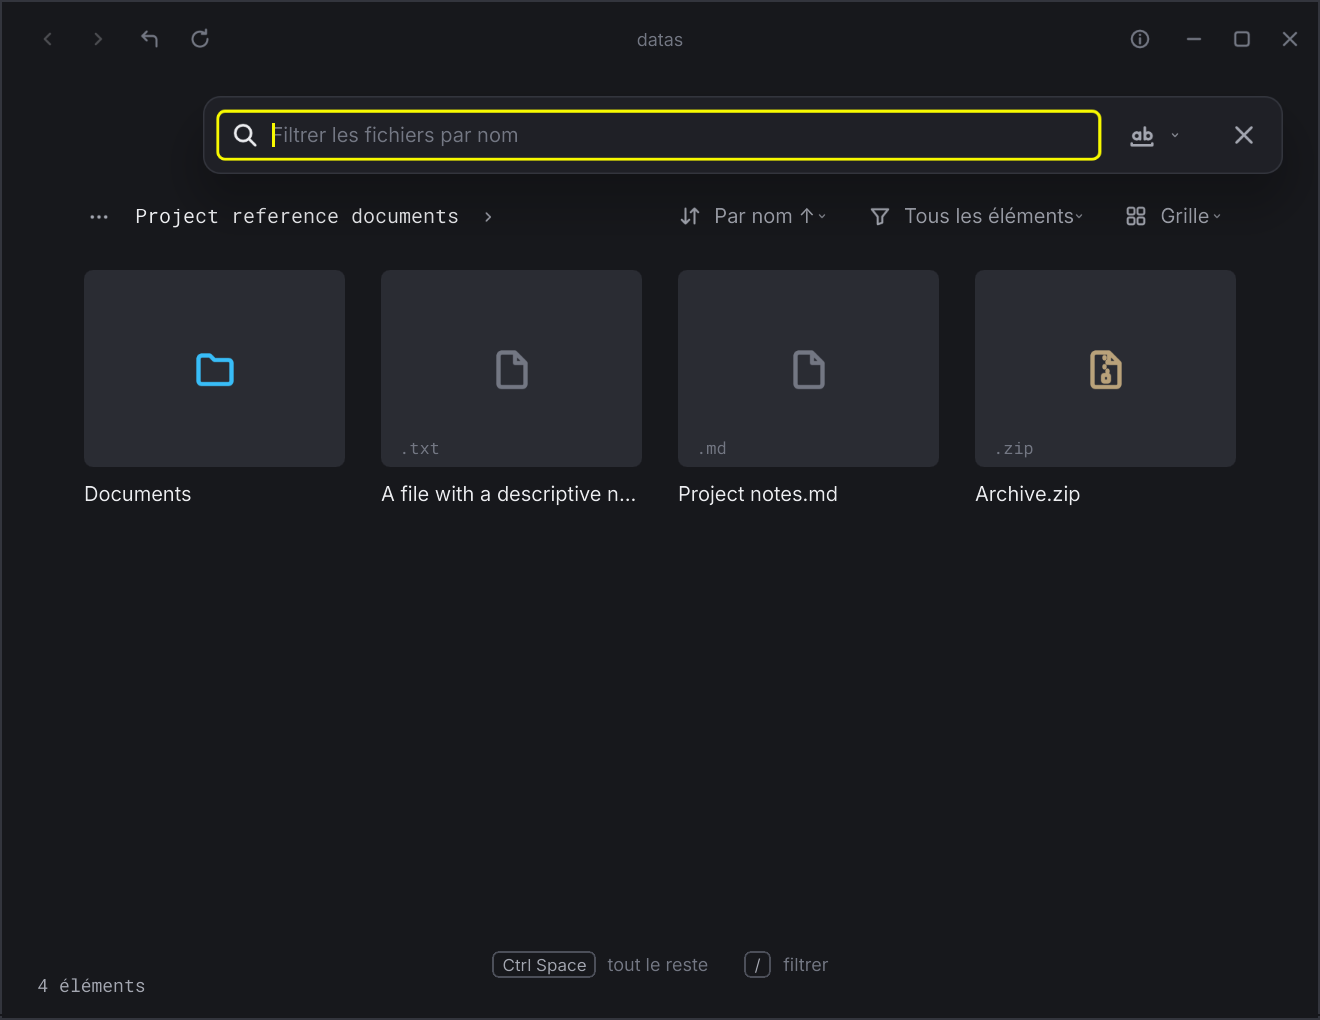 datas
Filtrer les fichiers par nom
ab
... Project reference documents >
Par nom ↑
Tous les éléments
Grille
.txt
.md
.zip
Documents
A file with a descriptive n...
Project notes.md
Archive.zip
Ctrl Space tout le reste / filtrer
4 éléments